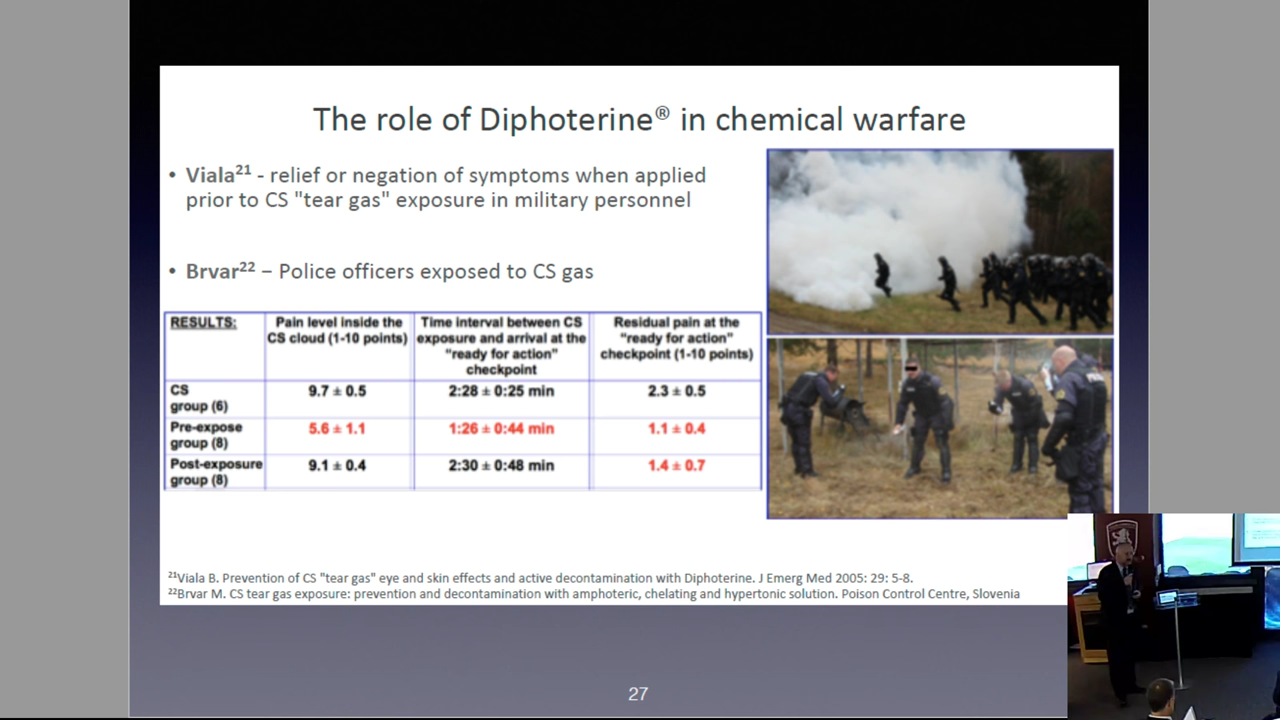 The role of Diphoterine® in chemical warfare
• Viala21 - relief or negation of symptoms when applied
prior to CS "tear gas" exposure in military personnel
• Brvar22 – Police officers exposed to CS gas
RESULTS: Pain level inside the CS cloud (1-10 points) Time interval between CS exposure and arrival at the "ready for action" checkpoint Residual pain at the "ready for action" checkpoint (1-10 points)
CS group (6) 9.7 ± 0.5 2:28 ± 0:25 min 2.3 ± 0.5
Pre-expose group (8) 5.6 ± 1.1 1:26 ± 0:44 min 1.1 ± 0.4
Post-exposure group (8) 9.1 ± 0.4 2:30 ± 0:48 min 1.4 ± 0.7
21Viala B. Prevention of CS "tear gas" eye and skin effects and active decontamination with Diphoterine. J Emerg Med 2005: 29: 5-8.
22Brvar M. CS tear gas exposure: prevention and decontamination with amphoteric, chelating and hypertonic solution. Poison Control Centre, Slovenia
27